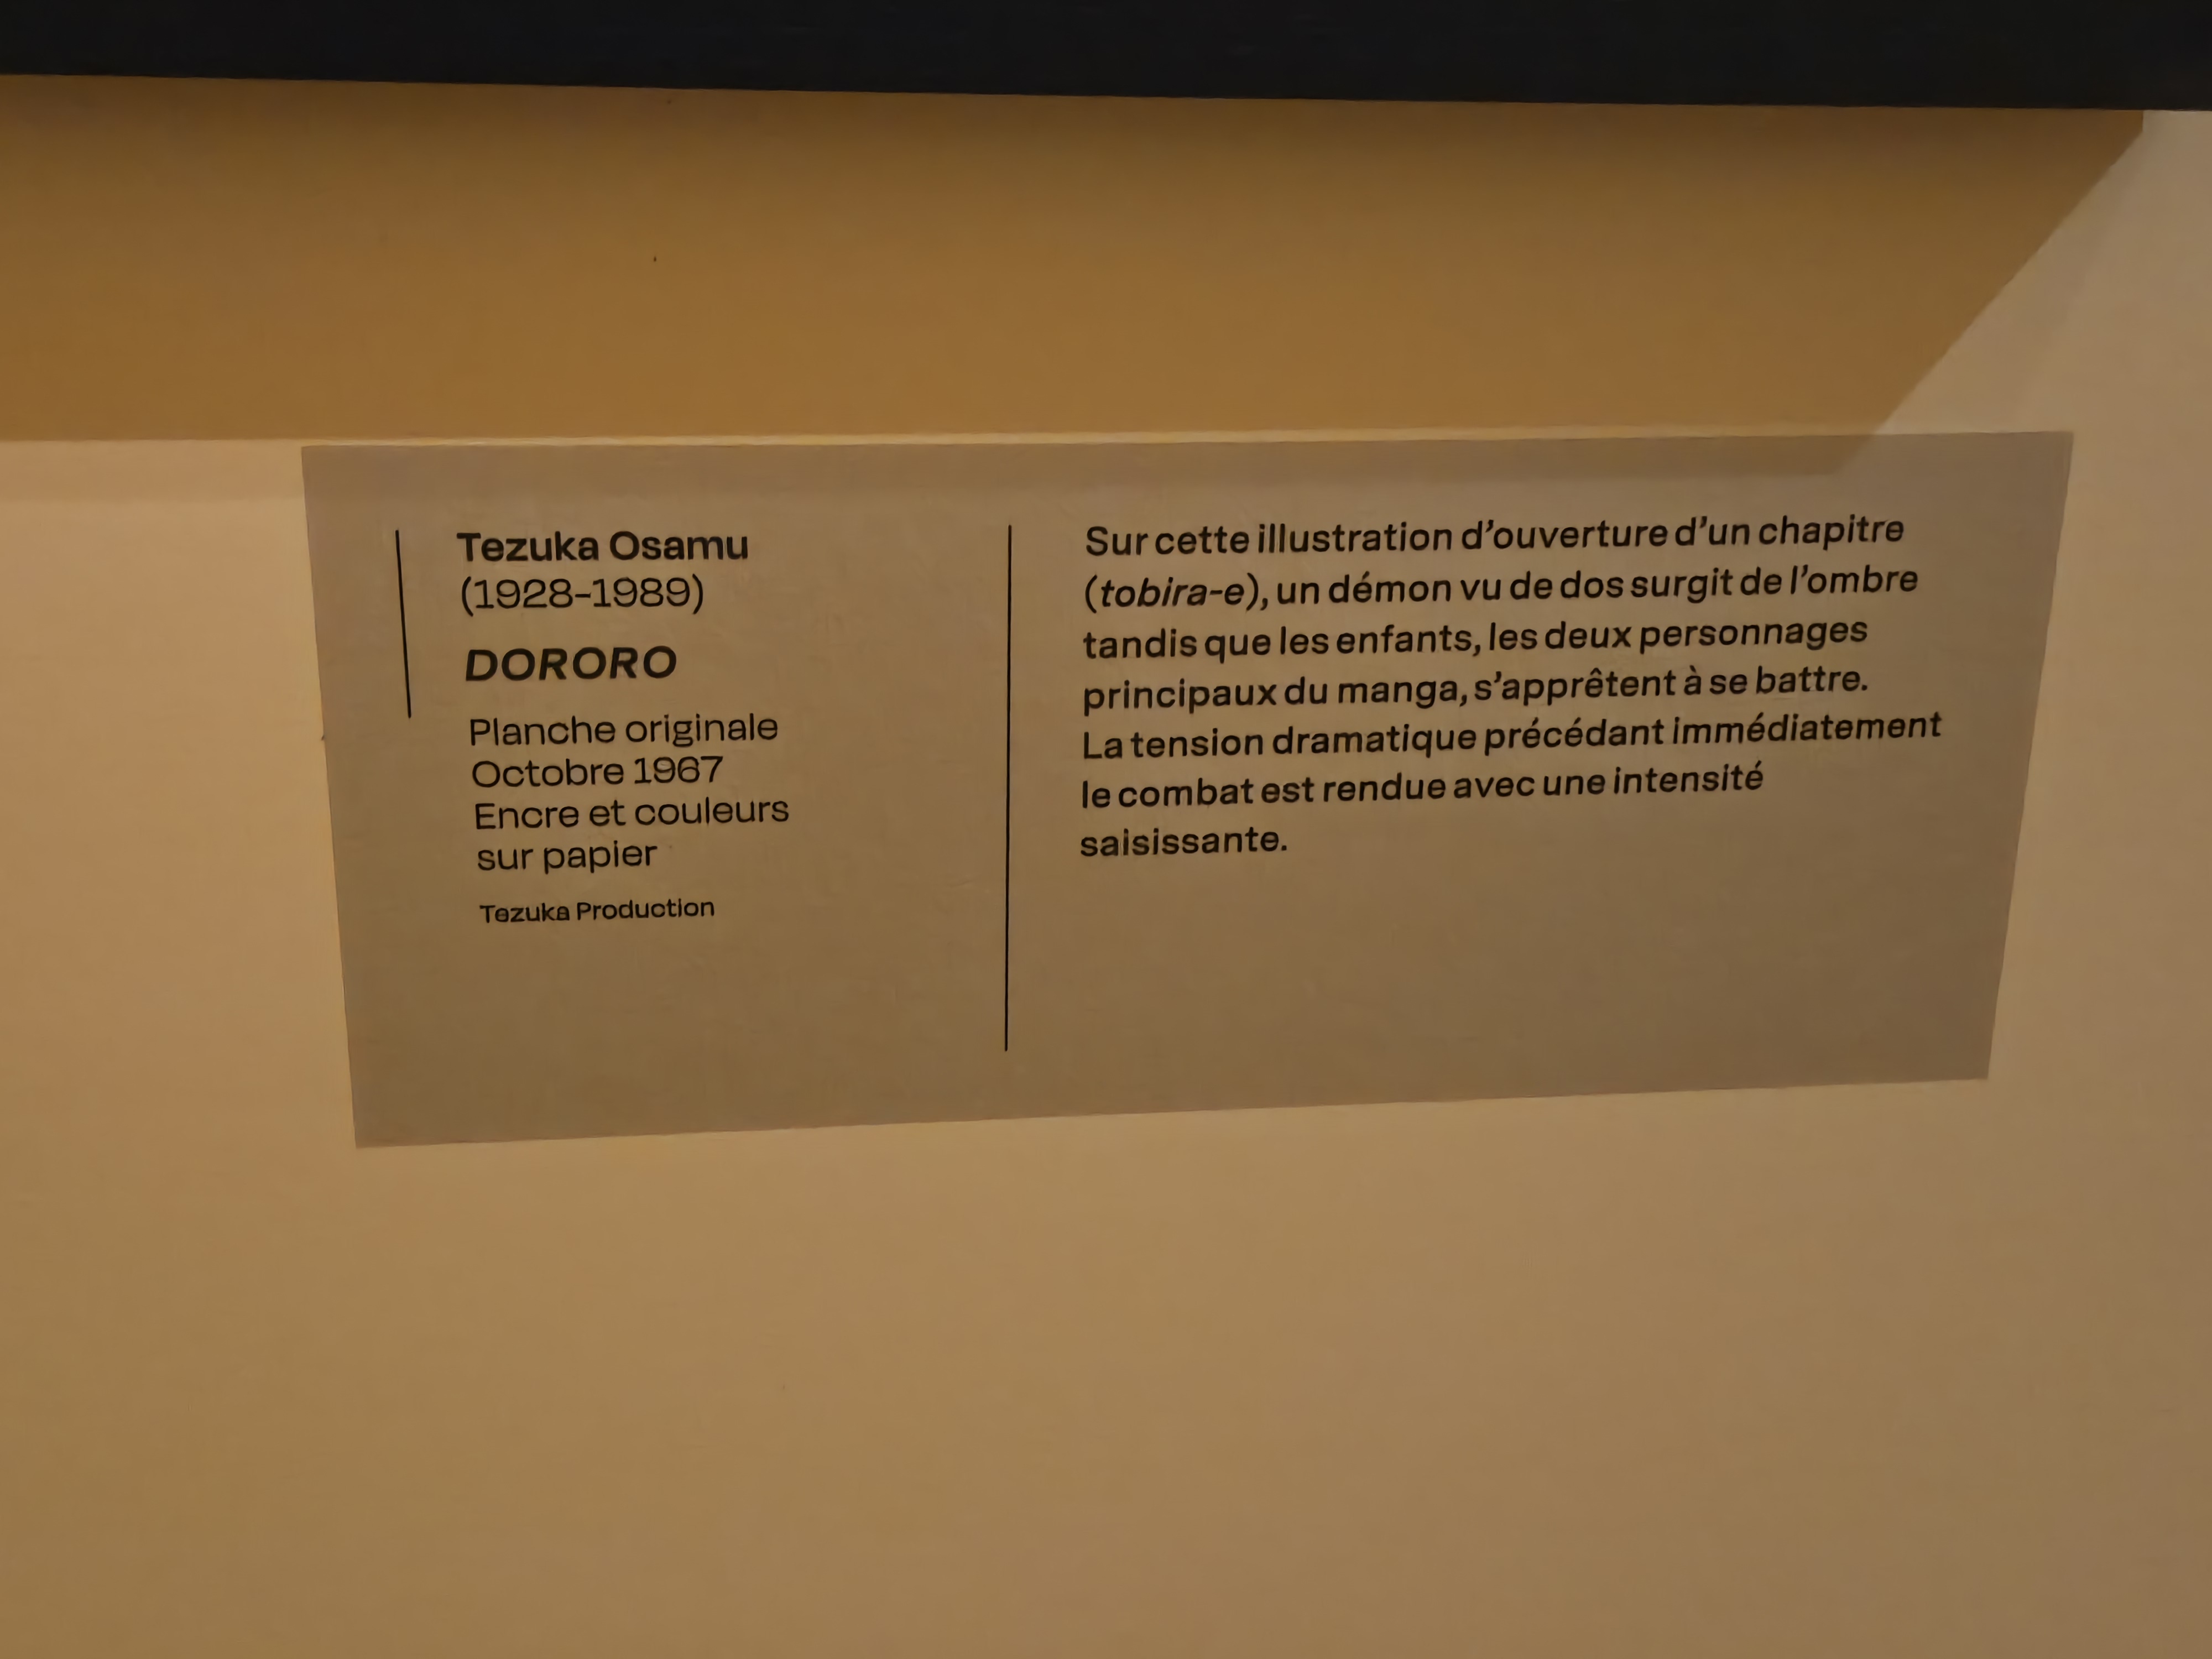 Tezuka Osamu
(1928–1989)
DORORO
Planche originale
Octobre 1967
Encre et couleurs
sur papier
Tezuka Production
Sur cette illustration d’ouverture d’un chapitre
(tobira-e), un démon vu de dos surgit de l’ombre
tandis que les enfants, les deux personnages
principaux du manga, s’apprêtent à se battre.
La tension dramatique précédant immédiatement
le combat est rendue avec une intensité
saisissante.